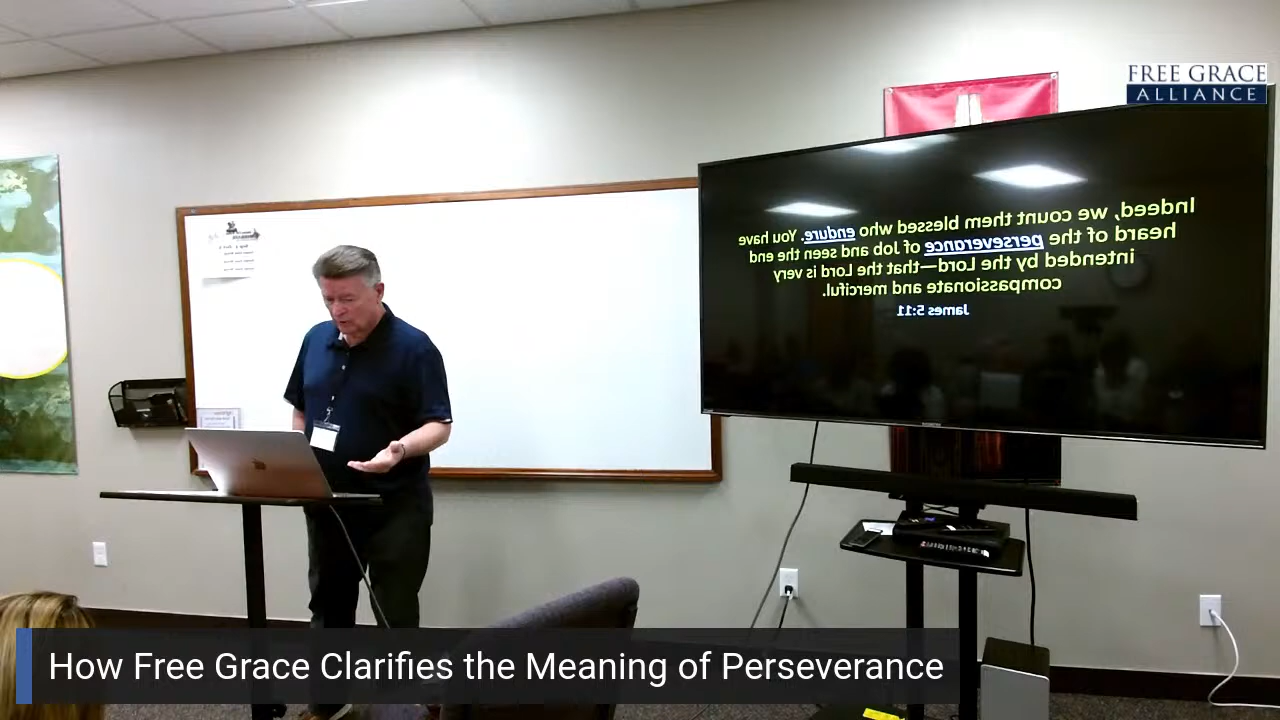 FREE GRACE
ALLIANCE
Indeed, we count them blessed who endure. You have
heard of the perseverance of Job and seen the end
intended by the Lord—that the Lord is very
compassionate and merciful.
James 5:11
How Free Grace Clarifies the Meaning of Perseverance